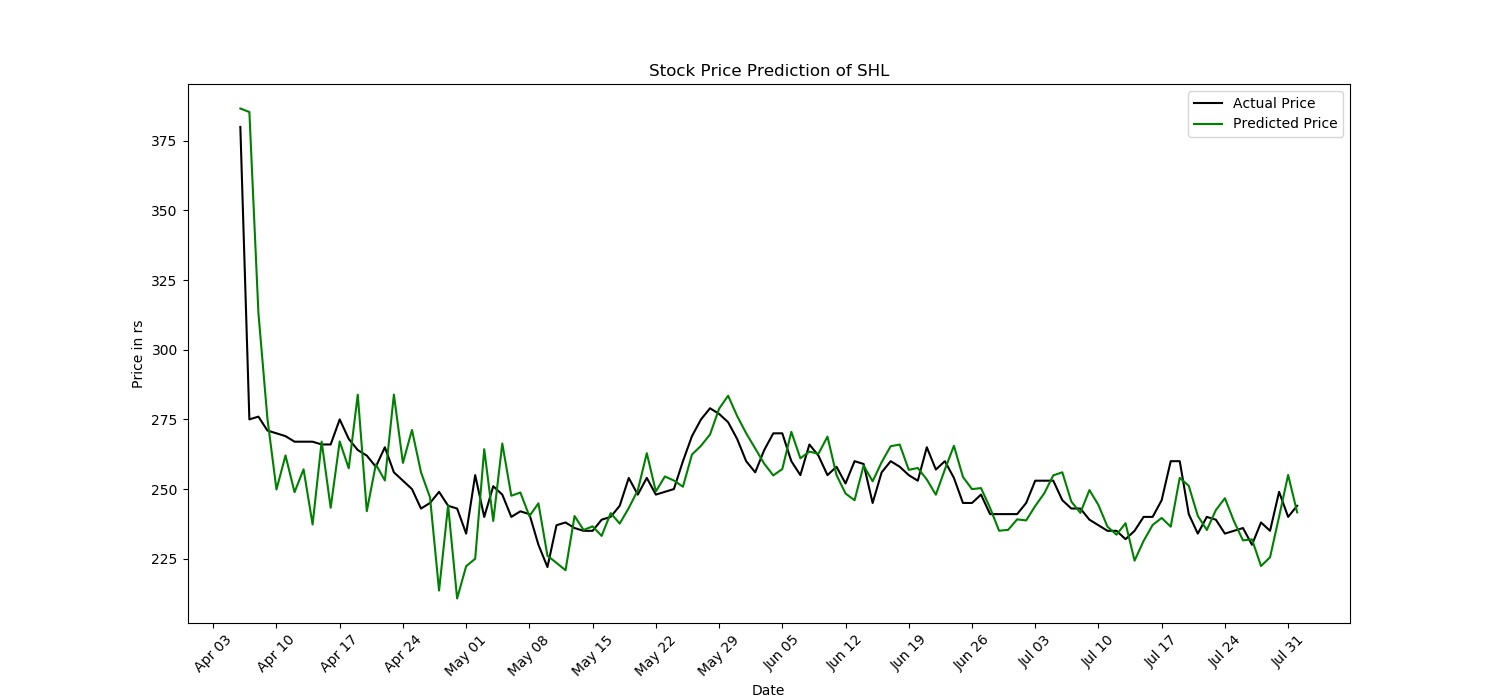 Stock Price Prediction of SHL
Actual Price
Predicted Price
Price in rs
375
350
325
300
275
250
225
Apr 03
Apr 10
Apr 17
Apr 24
May 01
May 08
May 15
May 22
May 29
Jun 05
Jun 12
Jun 19
Jun 26
Jul 03
Jul 10
Jul 17
Jul 24
Jul 31
Date